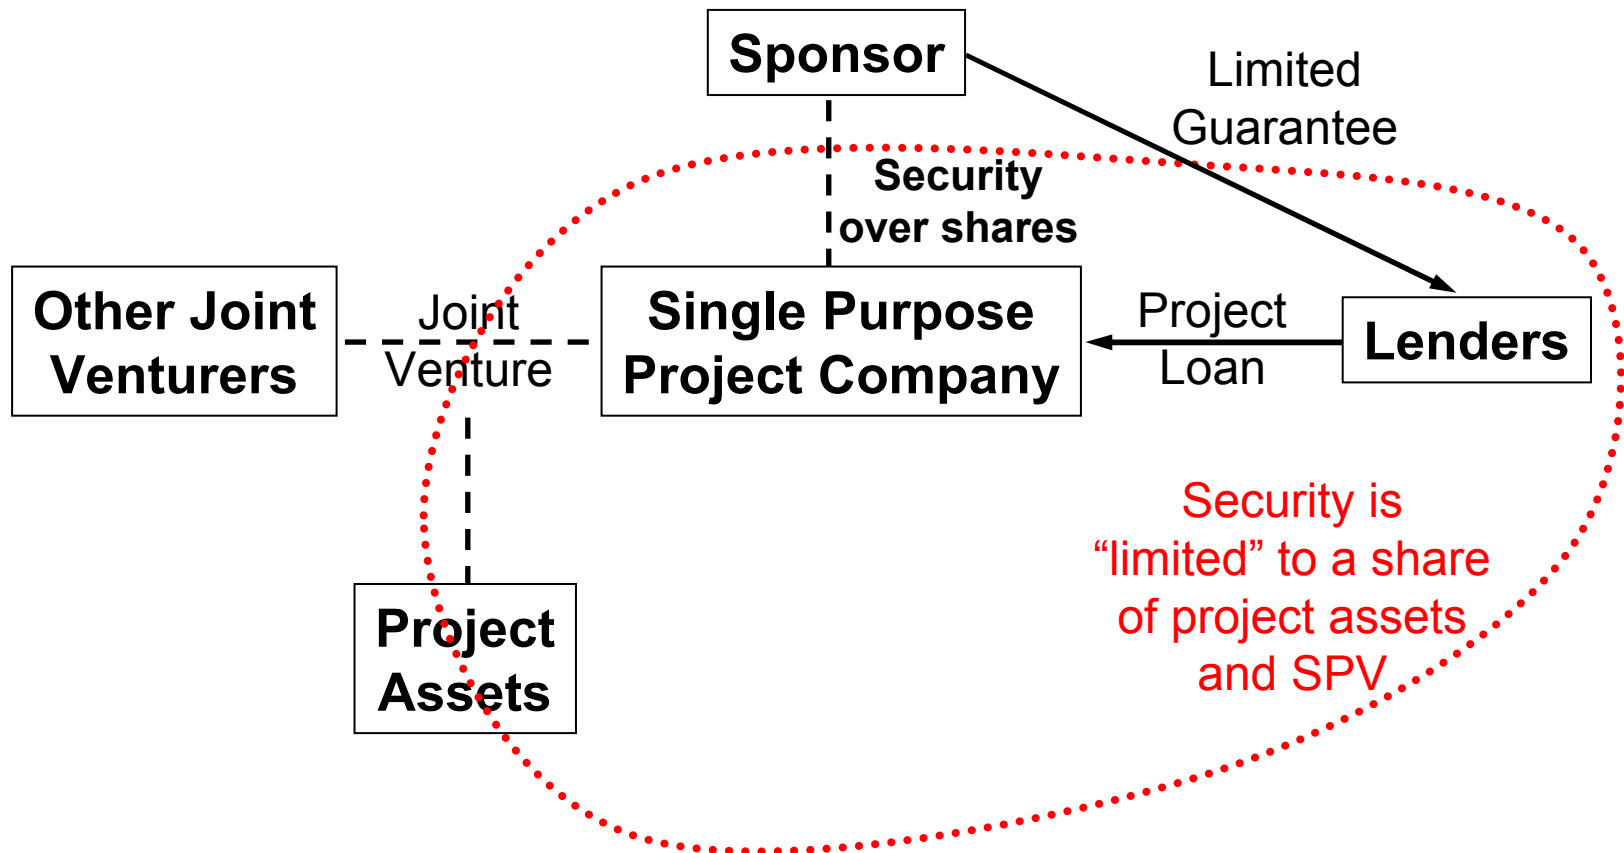 Sponsor
Limited
Guarantee
Security
over shares
Other Joint
Venturers
Joint
Venture
Single Purpose
Project Company
Project
Loan
Lenders
Security is
“limited” to a share
of project assets
and SPV
Project
Assets